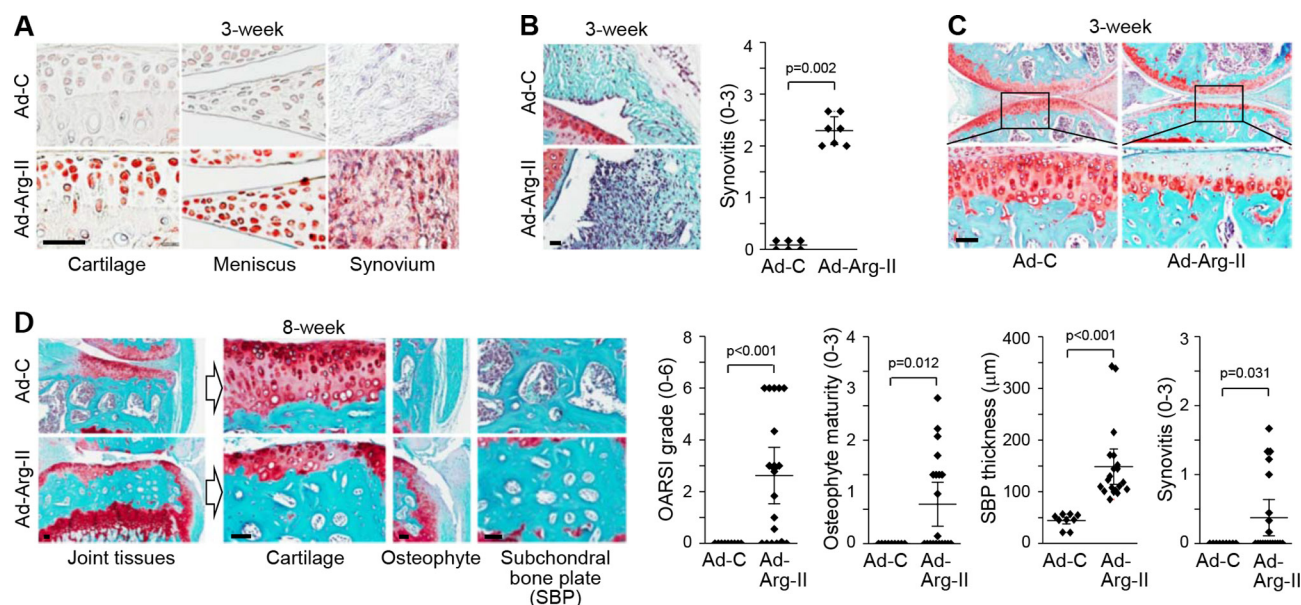 A
3-week
Ad-C
Ad-Arg-II
Cartilage
Meniscus
Synovium
B
3-week
Ad-C
Ad-Arg-II
Synovitis (0-3)
4
3
2
1
0
p=0.002
Ad-C
Ad-Arg-II
C
3-week
Ad-C
Ad-Arg-II
D
8-week
Ad-C
Ad-Arg-II
Joint tissues
Cartilage
Osteophyte
Subchondral
bone plate
(SBP)
OARSI grade (0-6)
8
6
4
2
0
p<0.001
Ad-C
Ad-
Arg-II
Osteophyte maturity (0-3)
4
3
2
1
0
p=0.012
Ad-C
Ad-
Arg-II
SBP thickness (μm)
400
300
200
150
100
50
0
p<0.001
Ad-C
Ad-
Arg-II
Synovitis (0-3)
3
2
1
0
p=0.031
Ad-C
Ad-
Arg-II